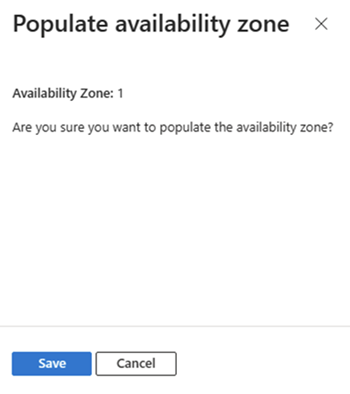 Populate availability zone
Availability Zone: 1
Are you sure you want to populate the availability zone?
Save
Cancel